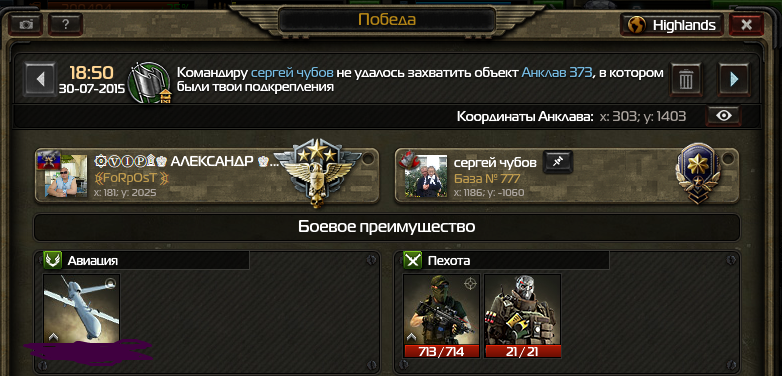 Победа
?
Highlands
18:50
30-07-2015
Командиру сергей чубов не удалось захватить объект Анклав 373, в котором
были твои подкрепления
Координаты Анклава: x: 303; y: 1403
VIP АЛЕКСАНДР ...
FoRpOsT
x: 181; y: 2025
сергей чубов
База № 777
x: 1186; y: -1060
Боевое преимущество
Авиация
Пехота
713 / 714
21 / 21